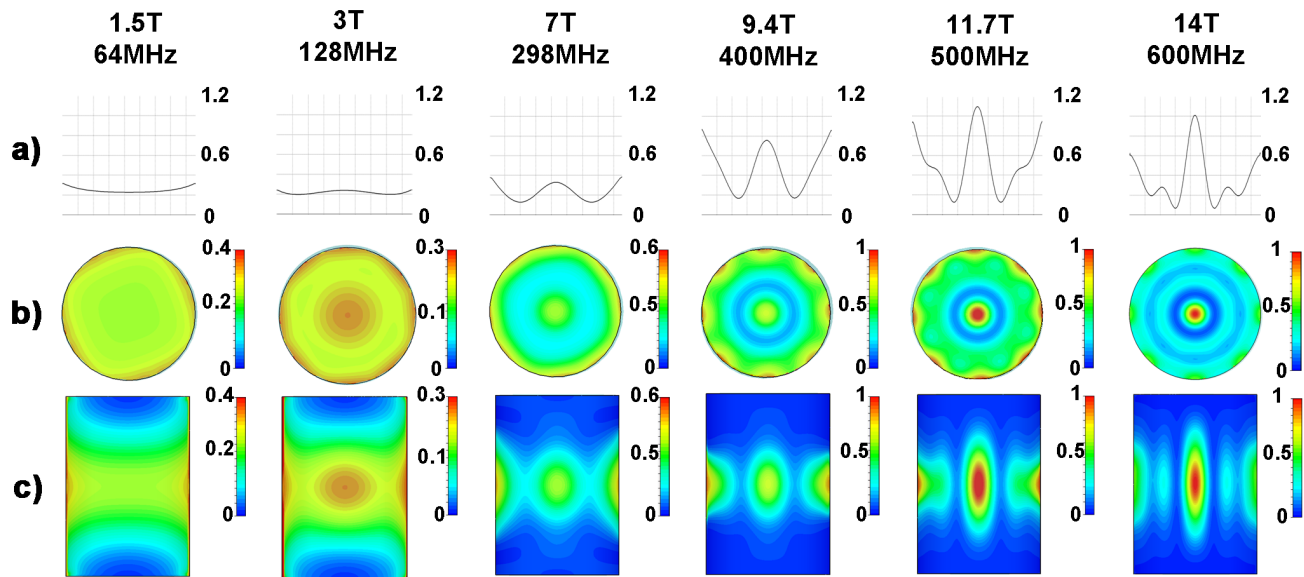 1.5T 3T 7T 9.4T 11.7T 14T
64MHz 128MHz 298MHz 400MHz 500MHz 600MHz
1.2 1.2 1.2 1.2 1.2 1.2
a) 0.6 0.6 0.6 0.6 0.6 0.6
0 0 0 0 0 0
0.4 0.3 0.6 1 1 1
b) 0.2 0.1 0.5 0.5 0.5 0.5
0 0 0 0 0 0
0.4 0.3 0.6 1 1 1
0.2 0.1 0.5 0.5 0.5 0.5
c) 0 0 0 0 0 0